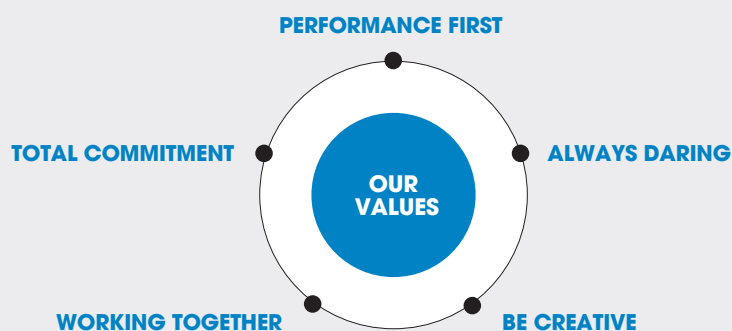 PERFORMANCE FIRST
TOTAL COMMITMENT
ALWAYS DARING
OUR
VALUES
WORKING TOGETHER
BE CREATIVE